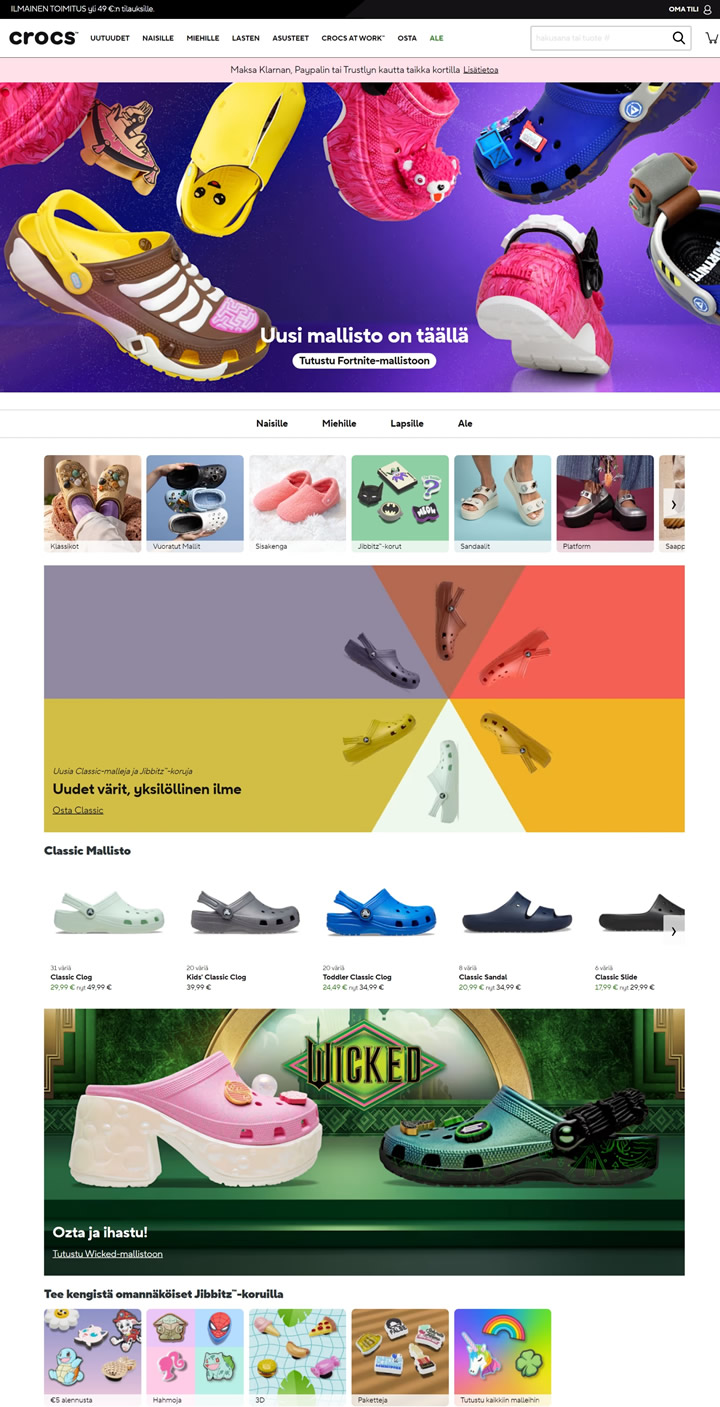 ILMAINEN TOIMITUS yli 49 €:n tilauksille.
OMA TILI
crocs™
UUTUUDET NAISILLE MIEHILLE LASTEN ASUSTEET CROCS AT WORK™ OSTA ALE
hakusana tai tuote #
Maksa Klarnan, Paypalin tai Trustlyn kautta taikka kortilla Lisätietoa
Uusi mallisto on täällä
Tutustu Fortnite-mallistoon
Naisille Miehille Lapsille Ale
MEOW
Klassikot Vuoratut Mallit Sisäkenga Jibbitz™-korut Sandaalit Platform Saapp
Uusia Classic-malleja ja Jibbitz™-koruja
Uudet värit, yksilöllinen ilme
Osta Classic
Classic Mallisto
31 väriä
Classic Clog
29,99 € nyt 49,99 €
20 väriä
Kids' Classic Clog
39,99 €
20 väriä
Toddler Classic Clog
24,49 € nyt 34,99 €
8 väriä
Classic Sandal
20,99 € nyt 34,99 €
6 väriä
Classic Slide
17,99 € nyt 29,99 €
WICKED
Ozta ja ihastu!
Tutustu Wicked-mallistoon
Tee kengistä omannäköiset Jibbitz™-koruilla
€5 alennusta Hahmoja 3D Paketteja Tutustu kaikkiin malleihin